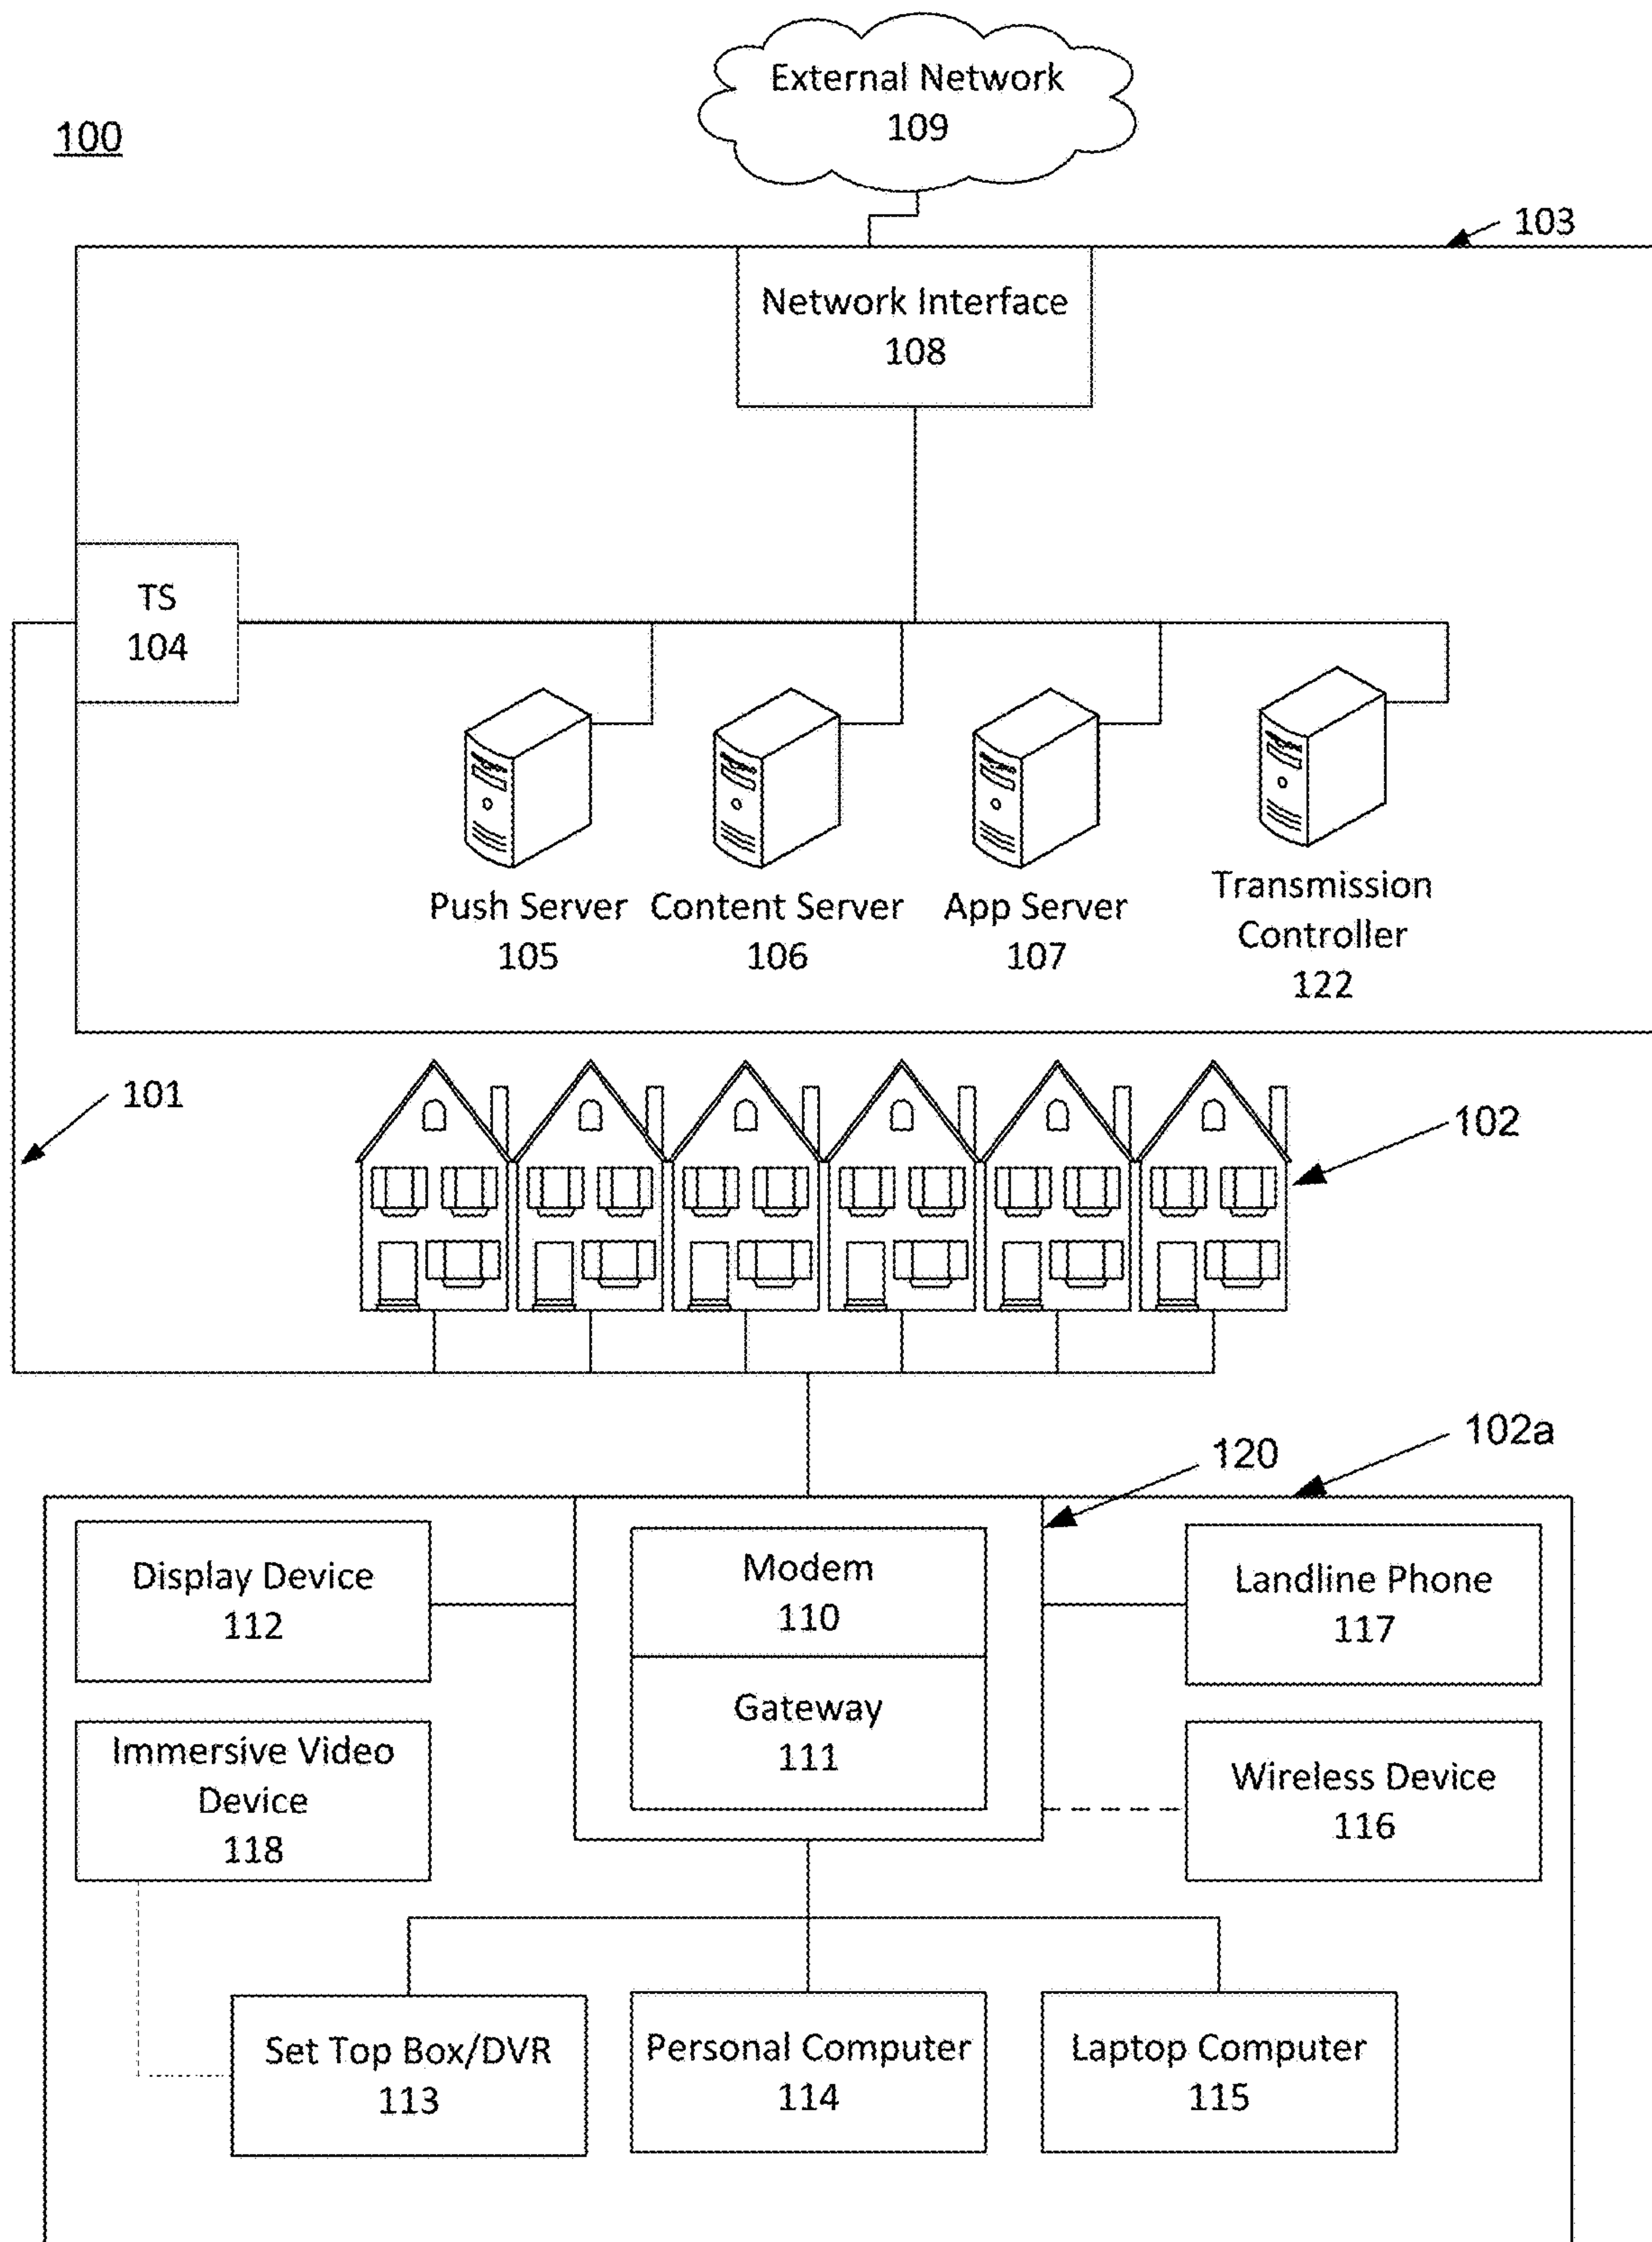 External Network
109
100
103
Network Interface
108
TS
104
Push Server
105
Content Server
106
App Server
107
Transmission
Controller
122
101
102
102a
120
Display Device
112
Modem
110
Landline Phone
117
Gateway
111
Immersive Video
Device
118
Wireless Device
116
Set Top Box/DVR
113
Personal Computer
114
Laptop Computer
115